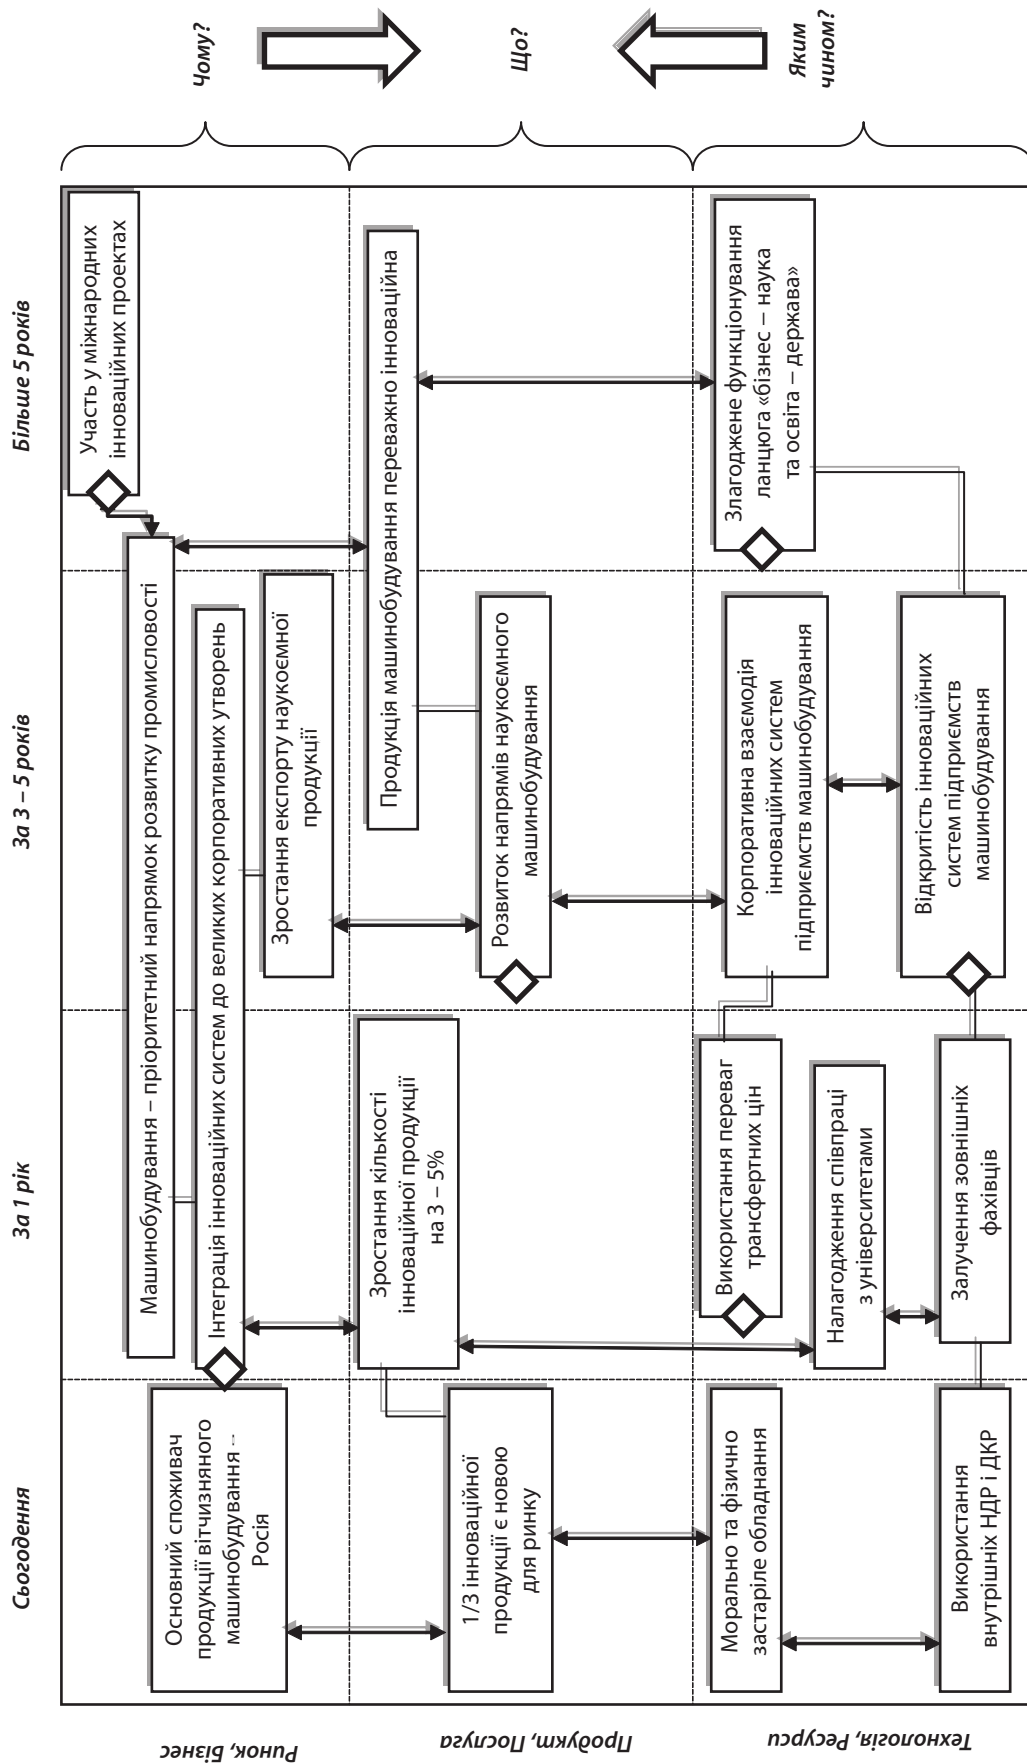 Сьогодення
За 1 рік
За 3 – 5 років
Більше 5 років
Ринок, Бізнес
Основний споживач
продукції вітчизняного
машинобудування –
Росія
Машинобудування – пріоритетний напрямок розвитку промисловості
Інтеграція інноваційних систем до великих корпоративних утворень
Зростання експорту наукоємної
продукції
Участь у міжнародних
інноваційних проектах
Чому?
Продукт, Послуга
1/3 інноваційної
продукції є новою
для ринку
Зростання кількості
інноваційної продукції
на 3 – 5%
Розвиток напрямів наукоємного
машинобудування
Продукція машинобудування переважно інноваційна
Що?
Технологія, Ресурси
Морально та фізично
застаріле обладнання
Використання
внутрішніх НДР і ДКР
Використання переваг
трансфертних цін
Налагодження співпраці
з університетами
Залучення зовнішніх
фахівців
Корпоративна взаємодія
інноваційних систем
підприємств машинобудування
Відкритість інноваційних
систем підприємств
машинобудування
Злагоджене функціонування
ланцюга «бізнес – наука
та освіта – держава»
Яким
чином?